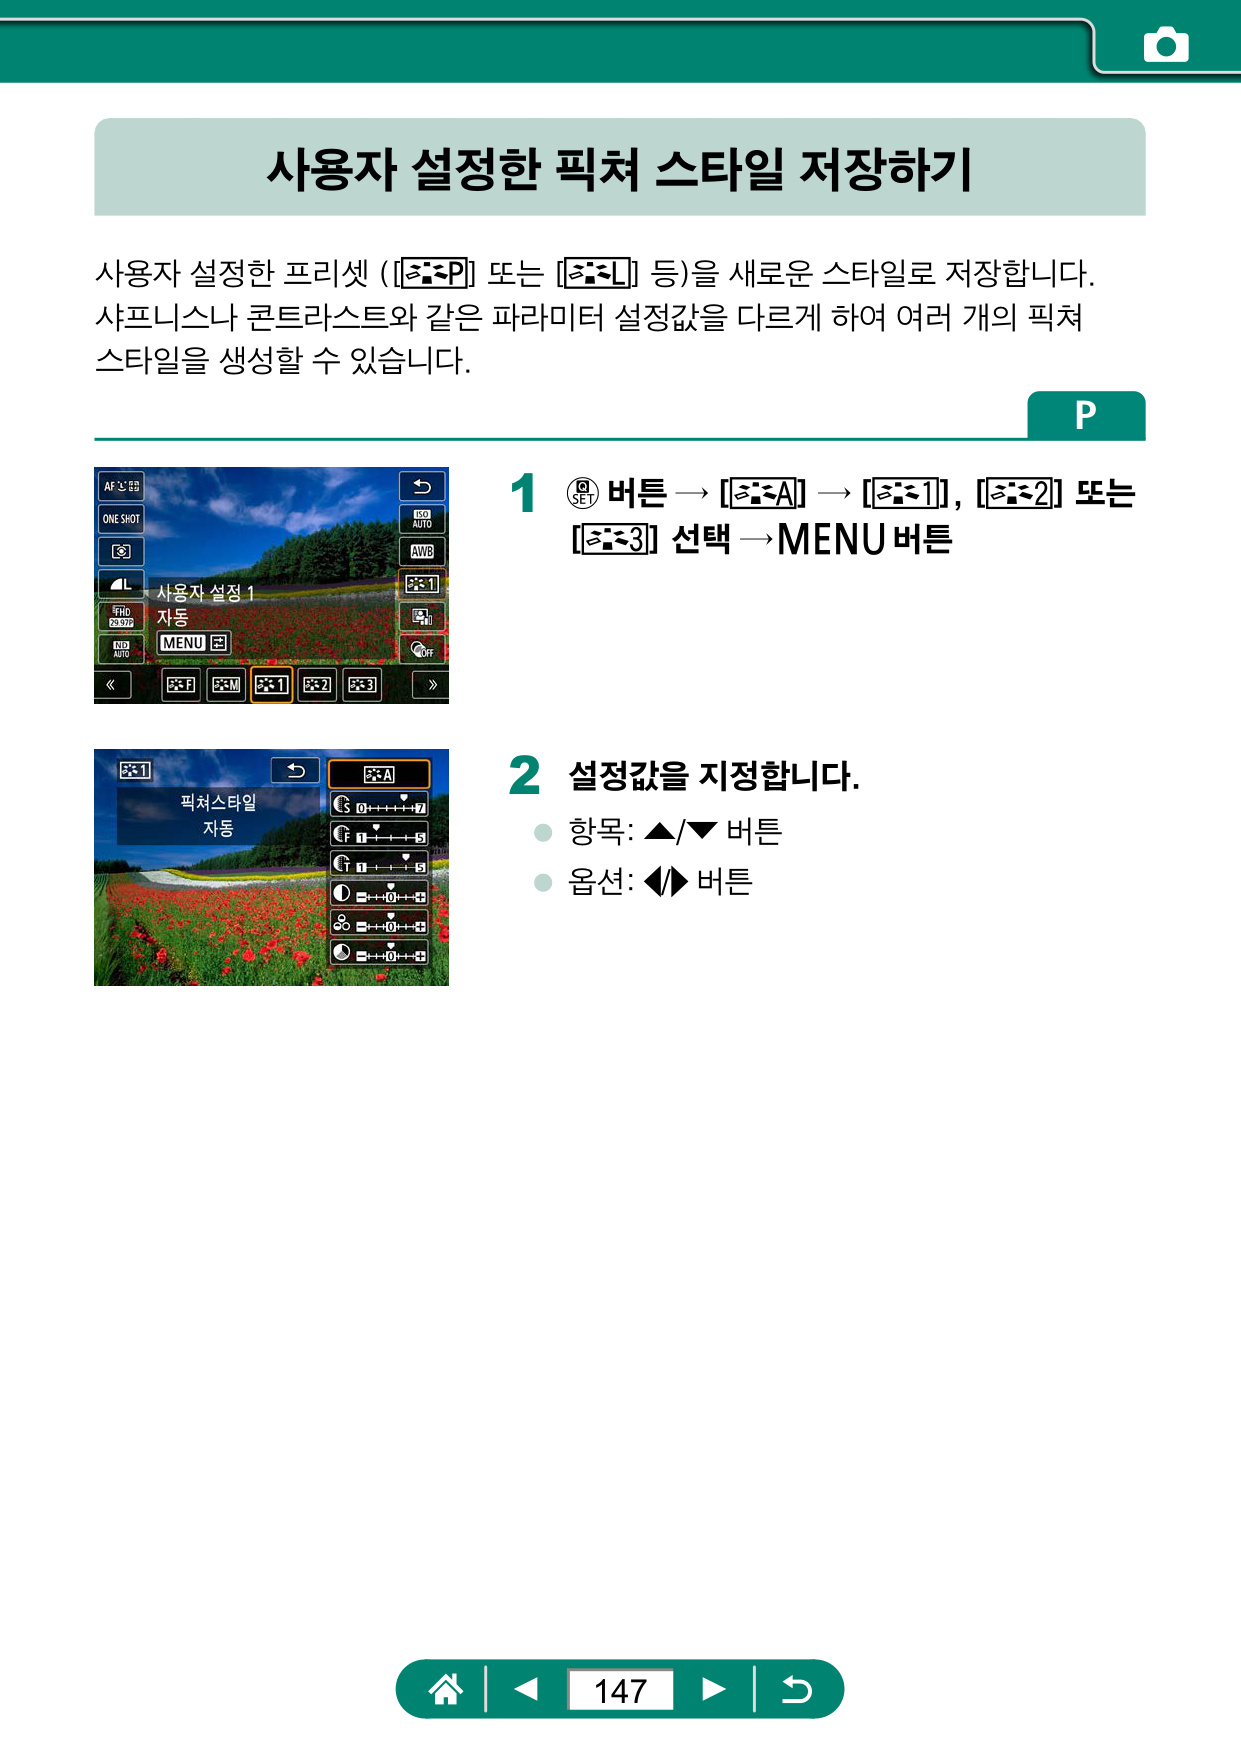 사용자 설정한 픽쳐 스타일 저장하기
사용자 설정한 프리셋 ([P] 또는 [L] 등)을 새로운 스타일로 저장합니다.
샤프니스나 콘트라스트와 같은 파라미터 설정값을 다르게 하여 여러 개의 픽쳐
스타일을 생성할 수 있습니다.
P
AF
ONE SHOT
L
FHD
29.97P
ND
AUTO
ISO
AUTO
AWB
1
OFF
사용자 설정 1
자동
MENU
« F M 1 2 3 »
1 Q SET 버튼 → [A] → [1], [2] 또는
[3] 선택 → MENU 버튼
1
픽쳐스타일
자동
A
S 0 7
F 1 5
T 1 5
0
0
0
2 설정값을 지정합니다.
● 항목: ▲/▼ 버튼
● 옵션: ◀/▶ 버튼
147